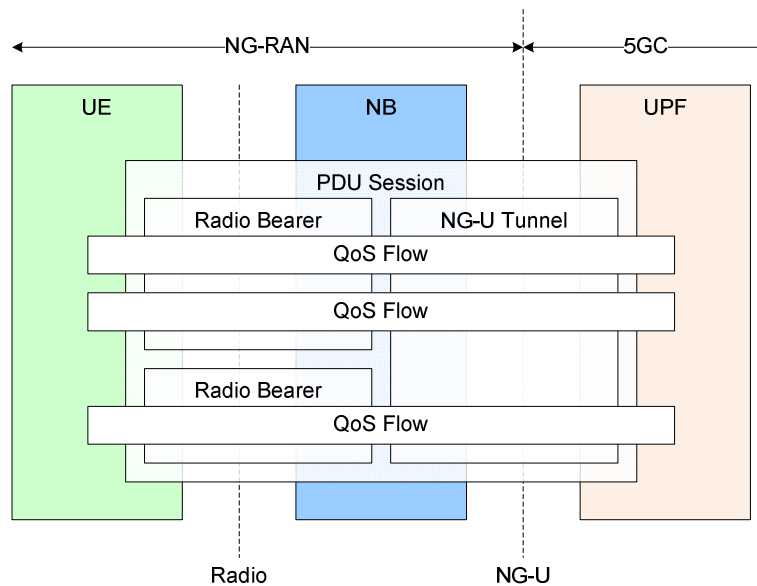 NG-RAN
5GC
UE
NB
UPF
PDU Session
Radio Bearer
NG-U Tunnel
QoS Flow
QoS Flow
Radio Bearer
QoS Flow
Radio
NG-U